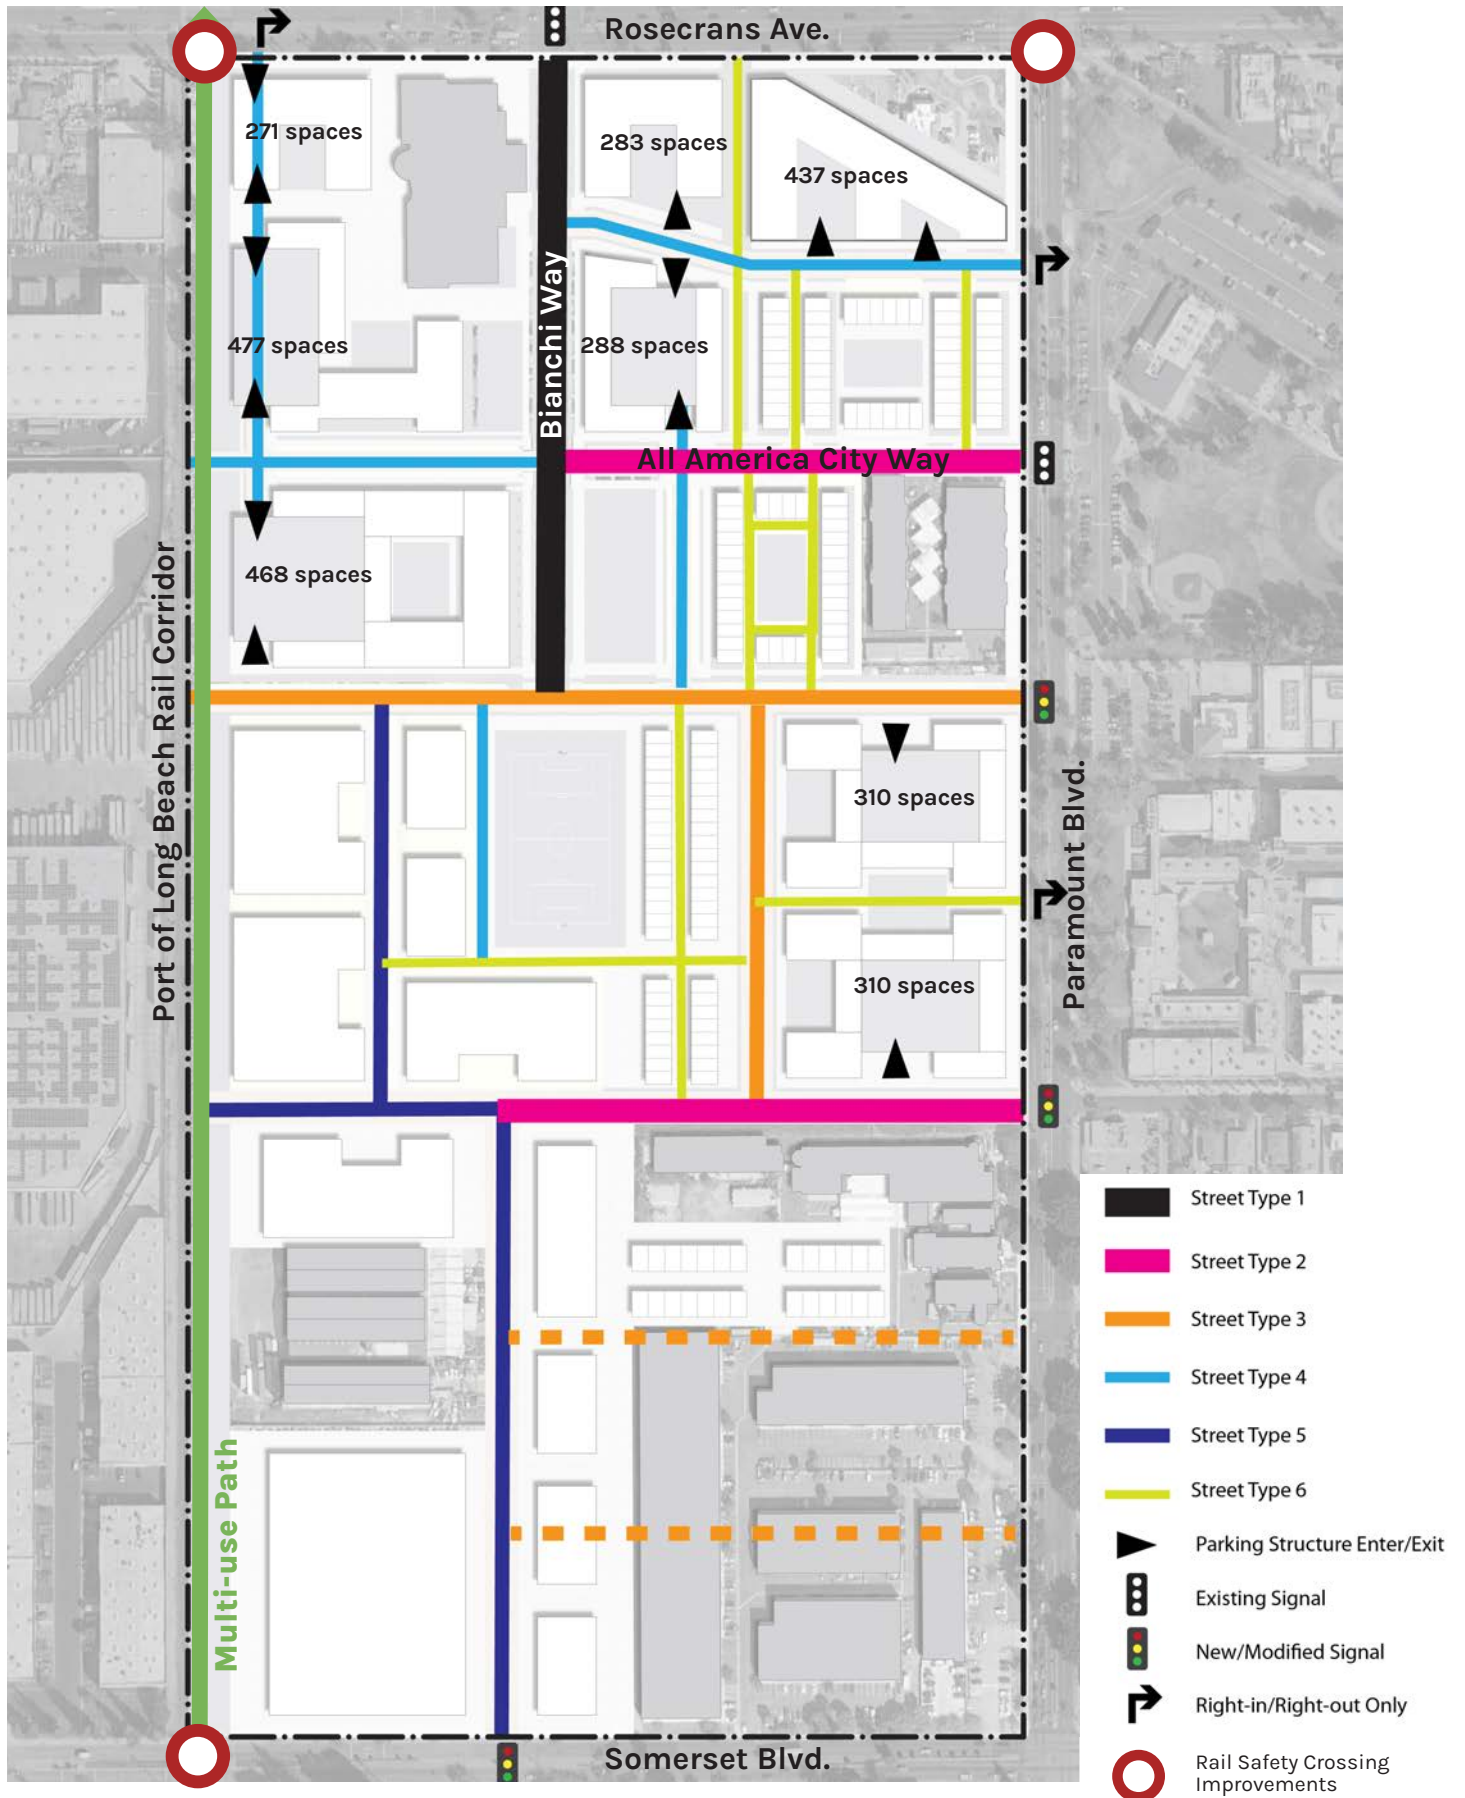 Rosecrans Ave.
271 spaces
283 spaces
437 spaces
Bianchi Way
477 spaces
288 spaces
All America City Way
468 spaces
Port of Long Beach Rail Corridor
310 spaces
Paramount Blvd.
310 spaces
Multi-use Path
Somerset Blvd.
Street Type 1
Street Type 2
Street Type 3
Street Type 4
Street Type 5
Street Type 6
Parking Structure Enter/Exit
Existing Signal
New/Modified Signal
Right-in/Right-out Only
Rail Safety Crossing
Improvements